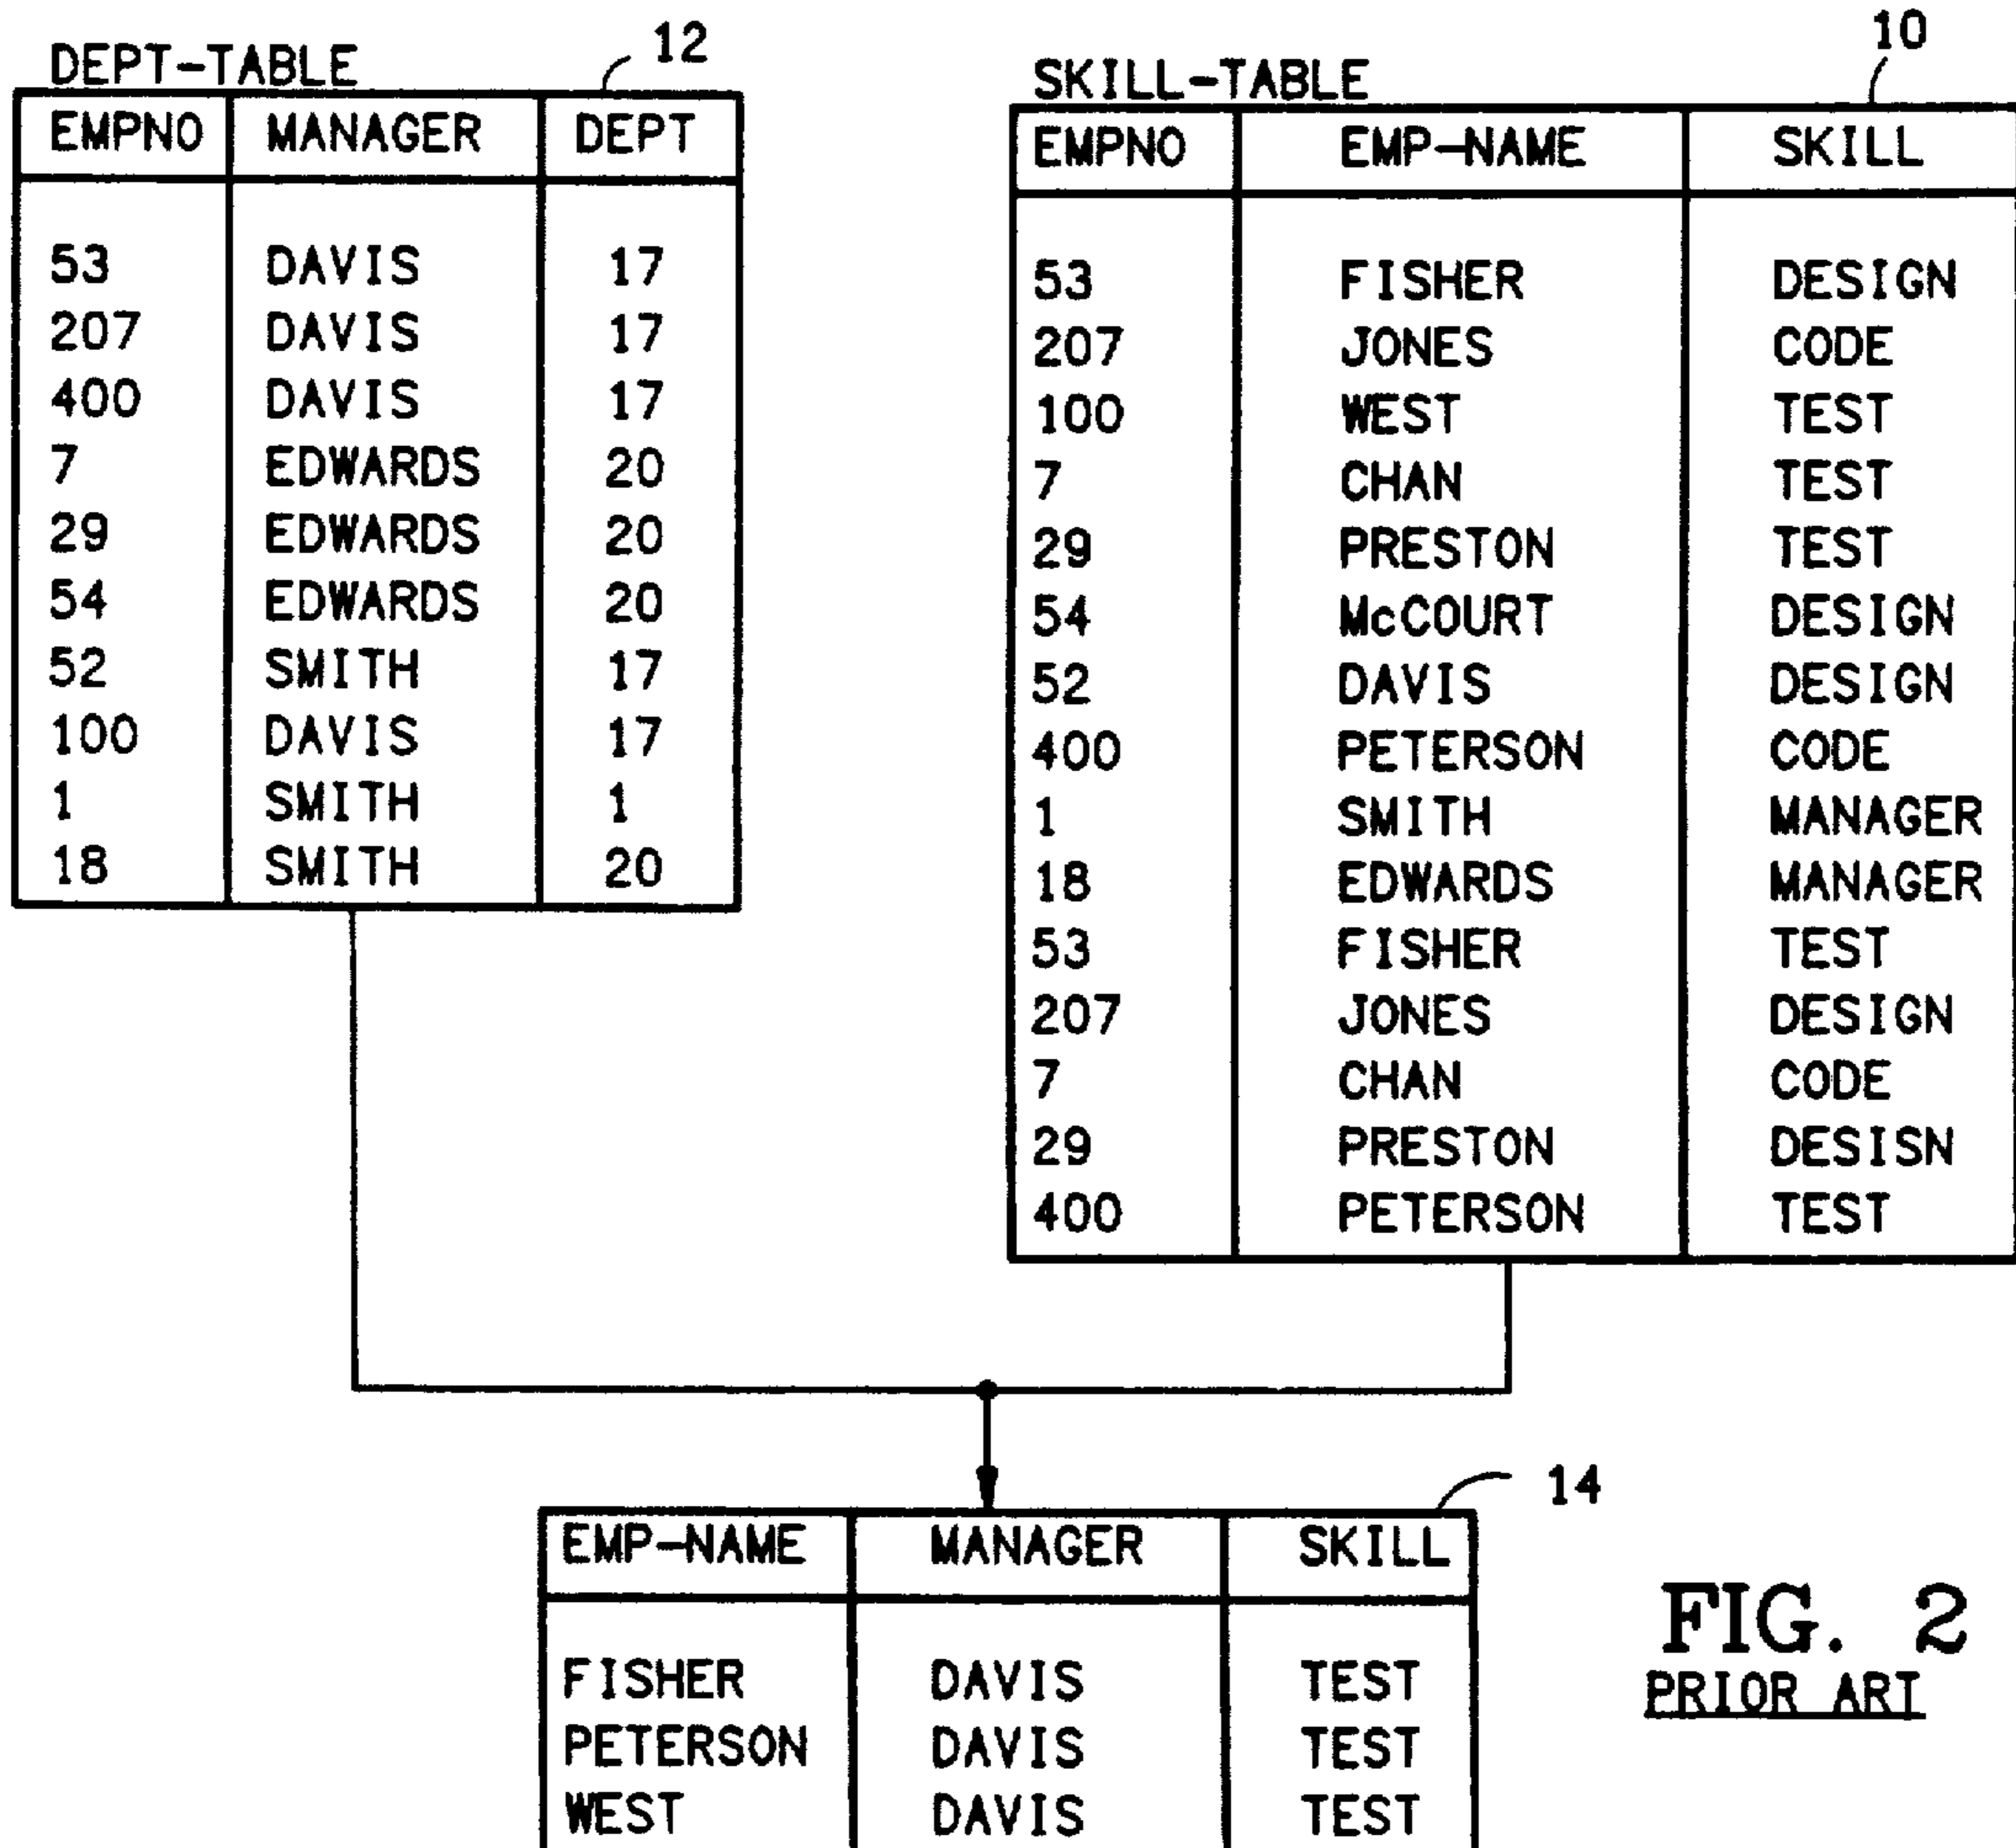 DEPT-TABLE 12
EMPNO MANAGER DEPT
53 DAVIS 17
207 DAVIS 17
400 DAVIS 17
7 EDWARDS 20
29 EDWARDS 20
54 EDWARDS 20
52 SMITH 17
100 DAVIS 17
1 SMITH 1
18 SMITH 20
SKILL-TABLE 10
EMPNO EMP-NAME SKILL
53 FISHER DESIGN
207 JONES CODE
100 WEST TEST
7 CHAN TEST
29 PRESTON TEST
54 McCOURT DESIGN
52 DAVIS DESIGN
400 PETERSON CODE
1 SMITH MANAGER
18 EDWARDS MANAGER
53 FISHER TEST
207 JONES DESIGN
7 CHAN CODE
29 PRESTON DESISN
400 PETERSON TEST
14
EMP-NAME MANAGER SKILL
FISHER DAVIS TEST
PETERSON DAVIS TEST
WEST DAVIS TEST
FIG. 2
PRIOR ART